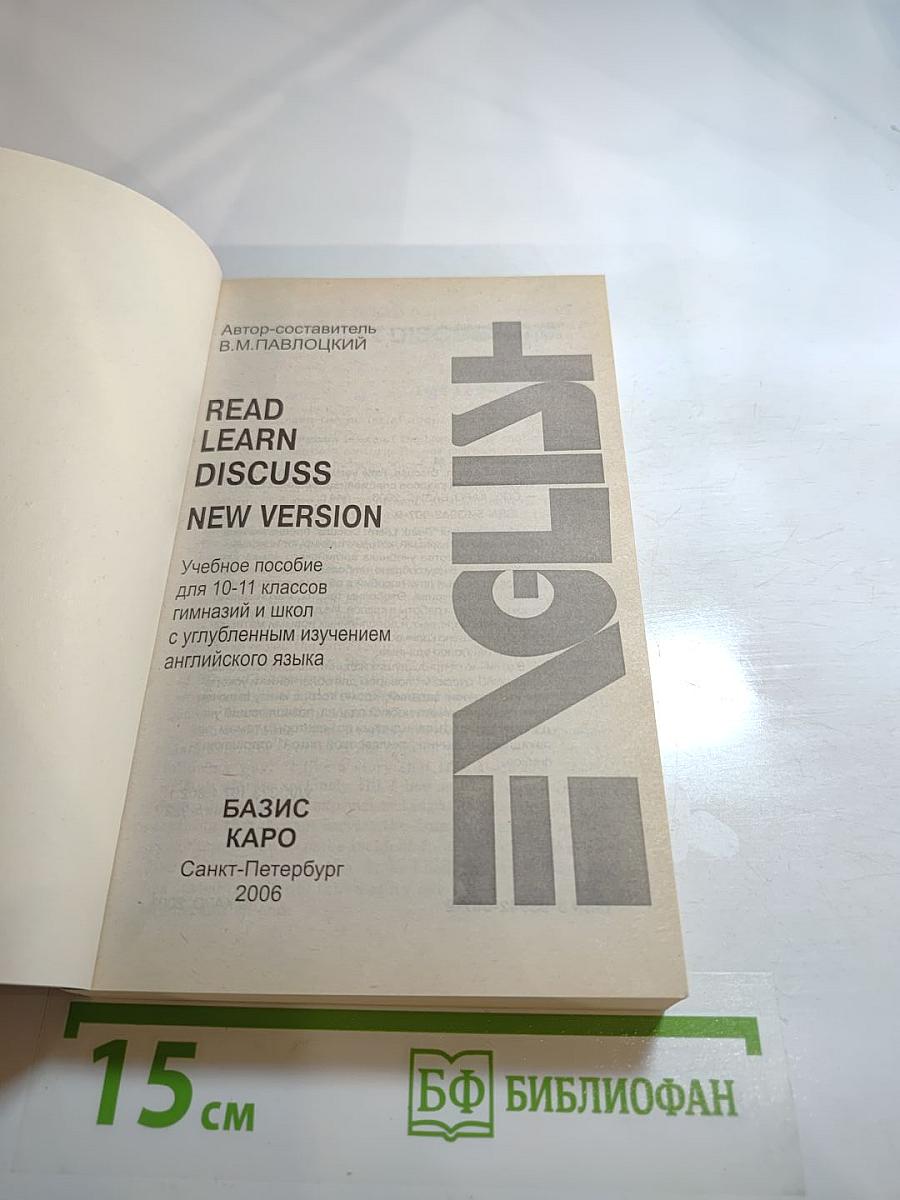 Автор-составитель
В.М.ПАВЛОЦКИЙ
READ
LEARN
DISCUSS
NEW VERSION
Учебное пособие
для 10-11 классов
гимназий и школ
с углубленным изучением
английского языка
БАЗИС
КАРО
Санкт-Петербург
2006
ENGLISH
15 см
БФ БИБЛИОФАН